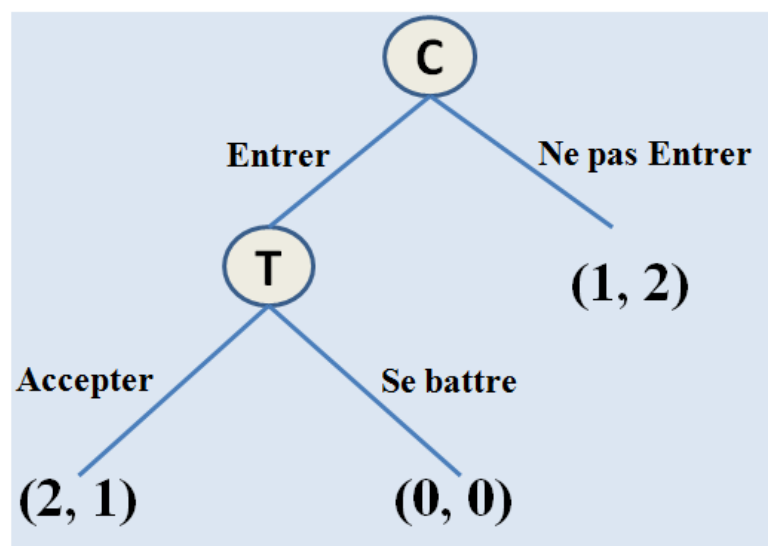 C
Entrer
Ne pas Entrer
T
(1, 2)
Accepter
Se battre
(2, 1)
(0, 0)